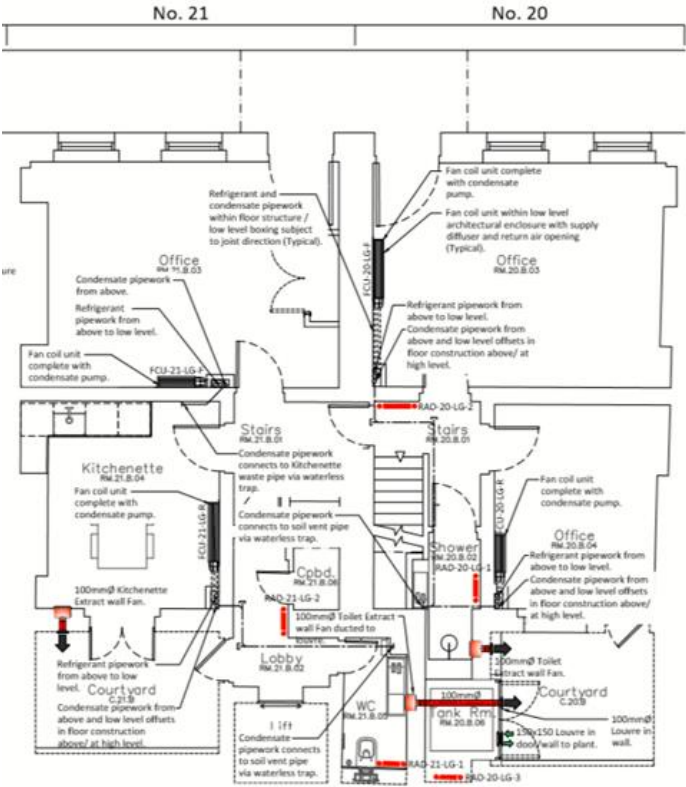 No. 21
No. 20
Fan coil unit complete
with condensate
pump.
Refrigerant and
condensate pipework
within floor structure /
low level boxing subject
to joist direction (Typical).
Fan coil unit within low level
architectural enclosure with supply
diffuser and return air opening
(Typical).
FCU-20-LG-F
Office
RM.21.B.03
Office
RM.20.B.03
ure
Condensate pipework
from above.
Refrigerant
pipework from
above to low level.
Refrigerant pipework from
above to low level.
Condensate pipework from
above and low level offsets in
floor construction above/ at
high level.
Fan coil unit
complete with
condensate pump.
FCU-21-LG-F
RAD-20-LG-2
Stairs
RM.21.B.01
Stairs
RM.20.B.01
Condensate pipework
connects to Kitchenette
waste pipe via waterless
trap.
Kitchenette
RM.21.B.04
Fan coil unit
complete with
condensate pump.
FCU-21-LG-R
Condensate pipework
connects to soil vent pipe
via waterless trap.
Fan coil unit
complete with
condensate pump.
CU-20-LG-R
Office
RM.20.B.04
Shower
RM.20.B.02
RAD-20-LG-1
Refrigerant pipework from
above to low level.
Condensate pipework from
above and low level offsets
in floor construction above/
at high level.
Cpbd.
RM.21.B.06
100mmØ Kitchenette
Extract wall Fan.
RAD-21-LG-2
100mmØ Toilet Extract
wall Fan ducted to
louvre.
Lobby
RM.21.B.02
Refrigerant pipework
from above to low
level.
Courtyard
C.21.B
Condensate pipework from
above and low level offsets
in floor construction
above/ at high level.
100mmØ Toilet
Extract wall Fan.
Courtyard
C.20.B
WC
RM.21.B.05
100mmØ
Tank Rm.
RM.20.B.06
100mmØ
Louvre in
wall.
150x150 Louvre in
door/wall to plant.
Lift
Condensate
pipework connects
to soil vent pipe
via waterless trap.
RAD-21-LG-1
RAD-20-LG-3